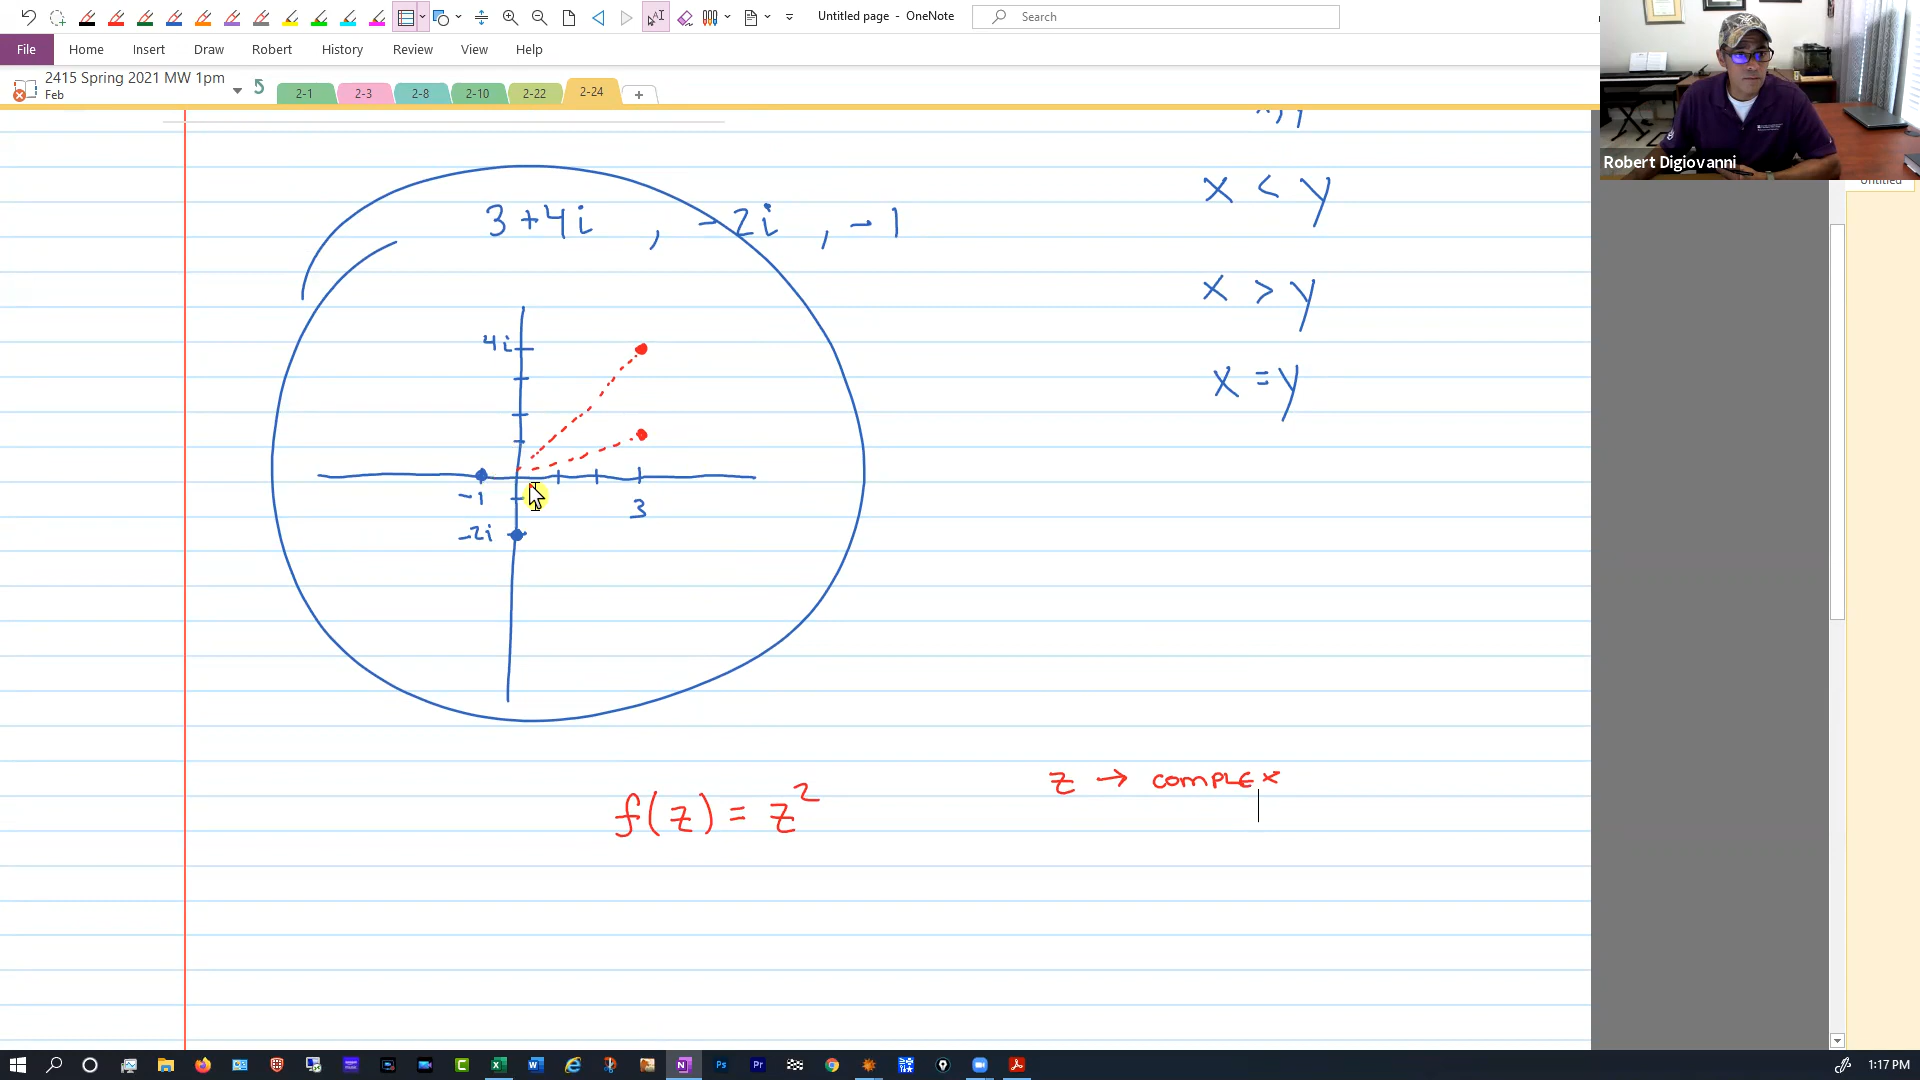 Untitled page - OneNote
Search
File Home Insert Draw Robert History Review View Help
2415 Spring 2021 MW 1pm
Feb
2-1 2-3 2-8 2-10 2-22 2-24 +
Robert Digiovanni
Untitled
x, y
x < y
3+4i , -2i , -1
x > y
4i
x = y
-1
3
-2i
z → complex
f(z) = z²
1:17 PM